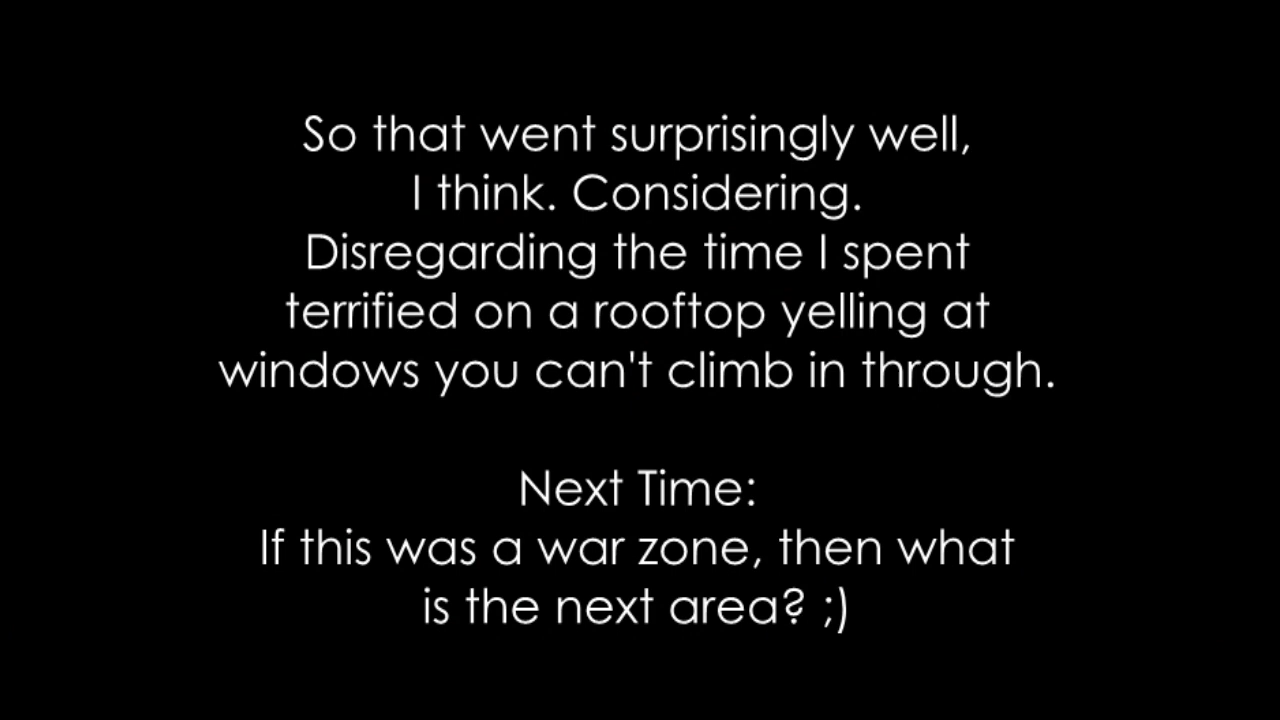 So that went surprisingly well,
I think. Considering.
Disregarding the time I spent
terrified on a rooftop yelling at
windows you can't climb in through.
Next Time:
If this was a war zone, then what
is the next area? ;)